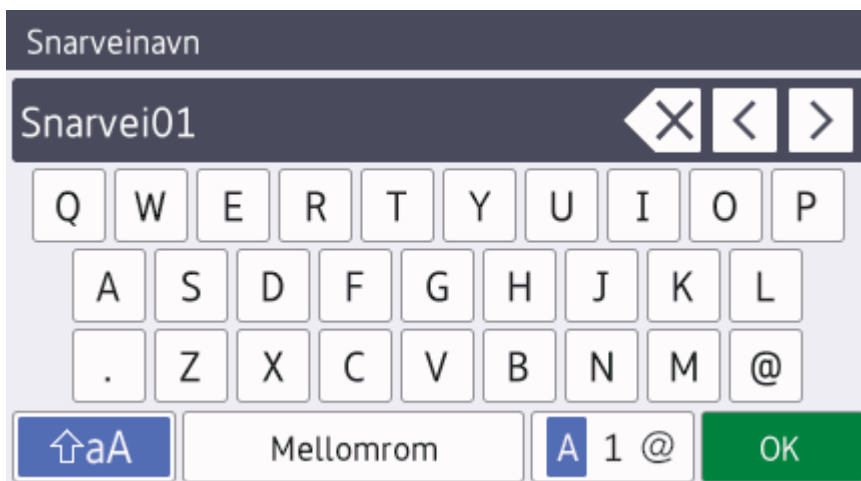 Snarveinavn
Snarvei01
Q W E R T Y U I O P
A S D F G H J K L
. Z X C V B N M @
aA Mellomrom A 1 @ OK